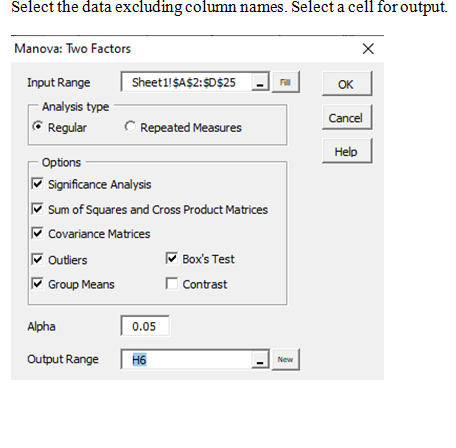 Select the data excluding column names. Select a cell for output.
Manova: Two Factors
Input Range Sheet1!$A$2:$D$25 _ Fill OK
Analysis type
Regular Repeated Measures Cancel
Help
Options
Significance Analysis
Sum of Squares and Cross Product Matrices
Covariance Matrices
Outliers Box's Test
Group Means Contrast
Alpha 0.05
Output Range H6 _ New